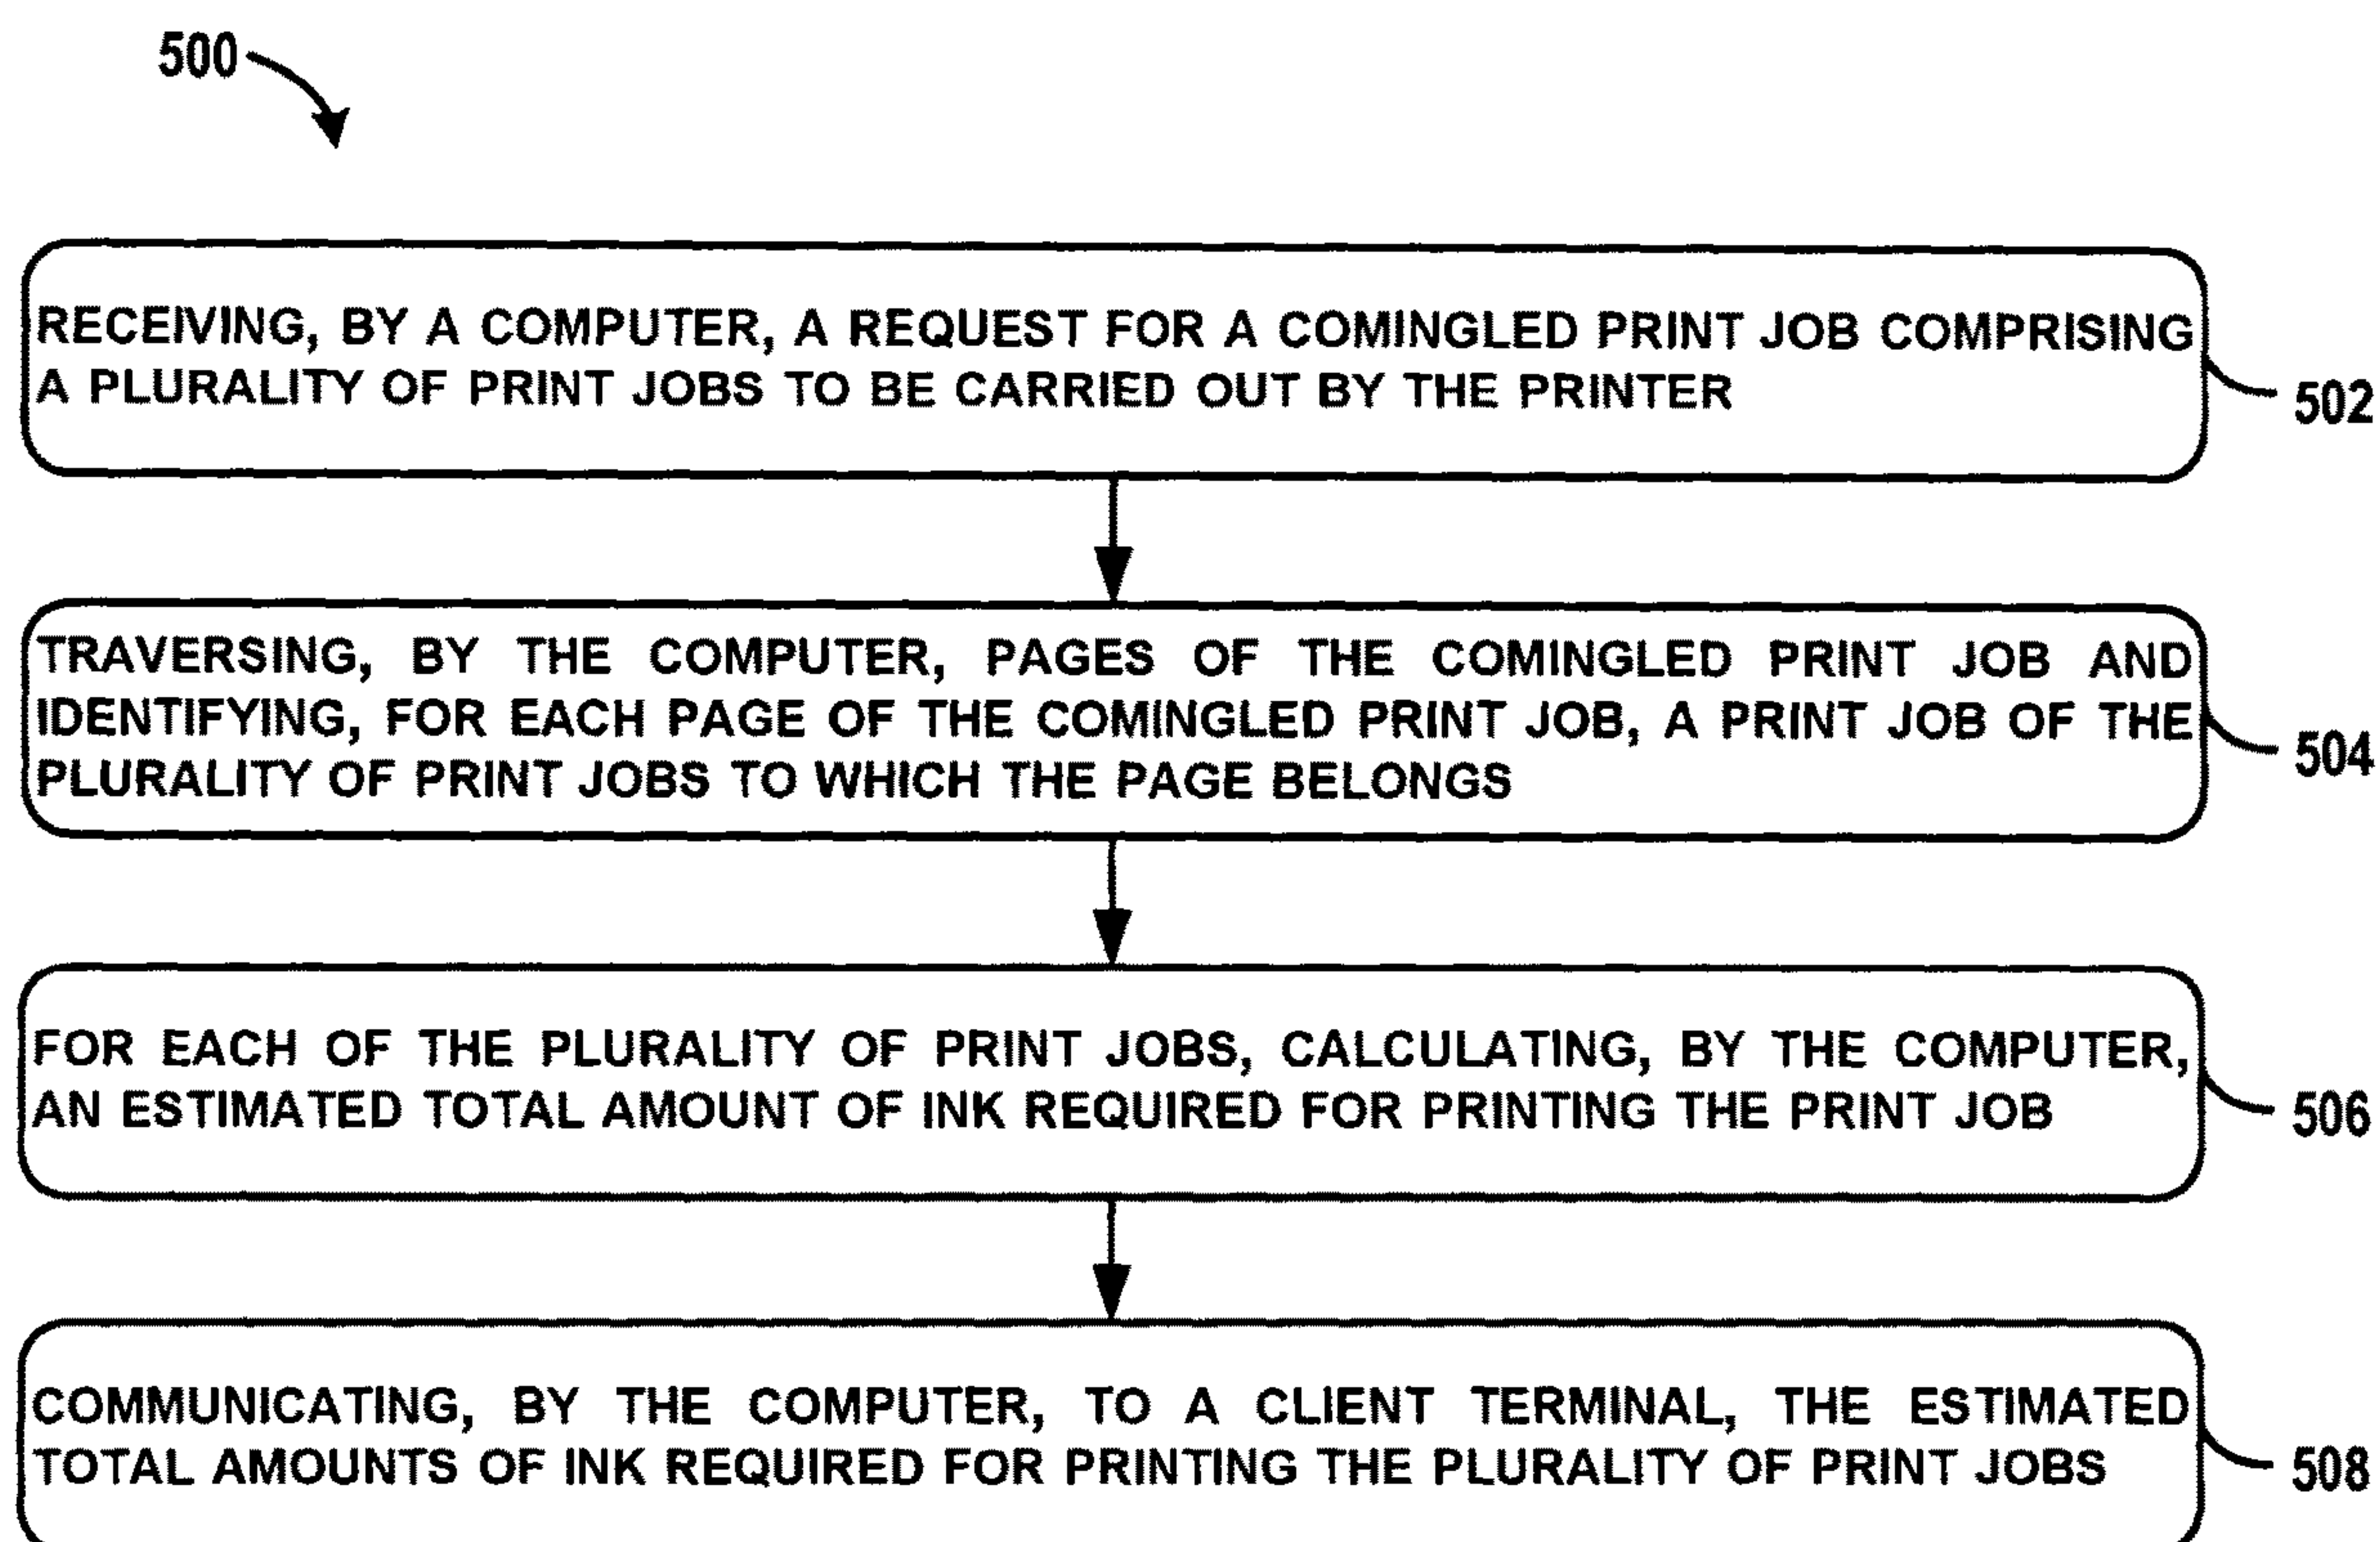 500
RECEIVING, BY A COMPUTER, A REQUEST FOR A COMINGLED PRINT JOB COMPRISING
A PLURALITY OF PRINT JOBS TO BE CARRIED OUT BY THE PRINTER
502
TRAVERSING, BY THE COMPUTER, PAGES OF THE COMINGLED PRINT JOB AND
IDENTIFYING, FOR EACH PAGE OF THE COMINGLED PRINT JOB, A PRINT JOB OF THE
PLURALITY OF PRINT JOBS TO WHICH THE PAGE BELONGS
504
FOR EACH OF THE PLURALITY OF PRINT JOBS, CALCULATING, BY THE COMPUTER,
AN ESTIMATED TOTAL AMOUNT OF INK REQUIRED FOR PRINTING THE PRINT JOB
506
COMMUNICATING, BY THE COMPUTER, TO A CLIENT TERMINAL, THE ESTIMATED
TOTAL AMOUNTS OF INK REQUIRED FOR PRINTING THE PLURALITY OF PRINT JOBS
508